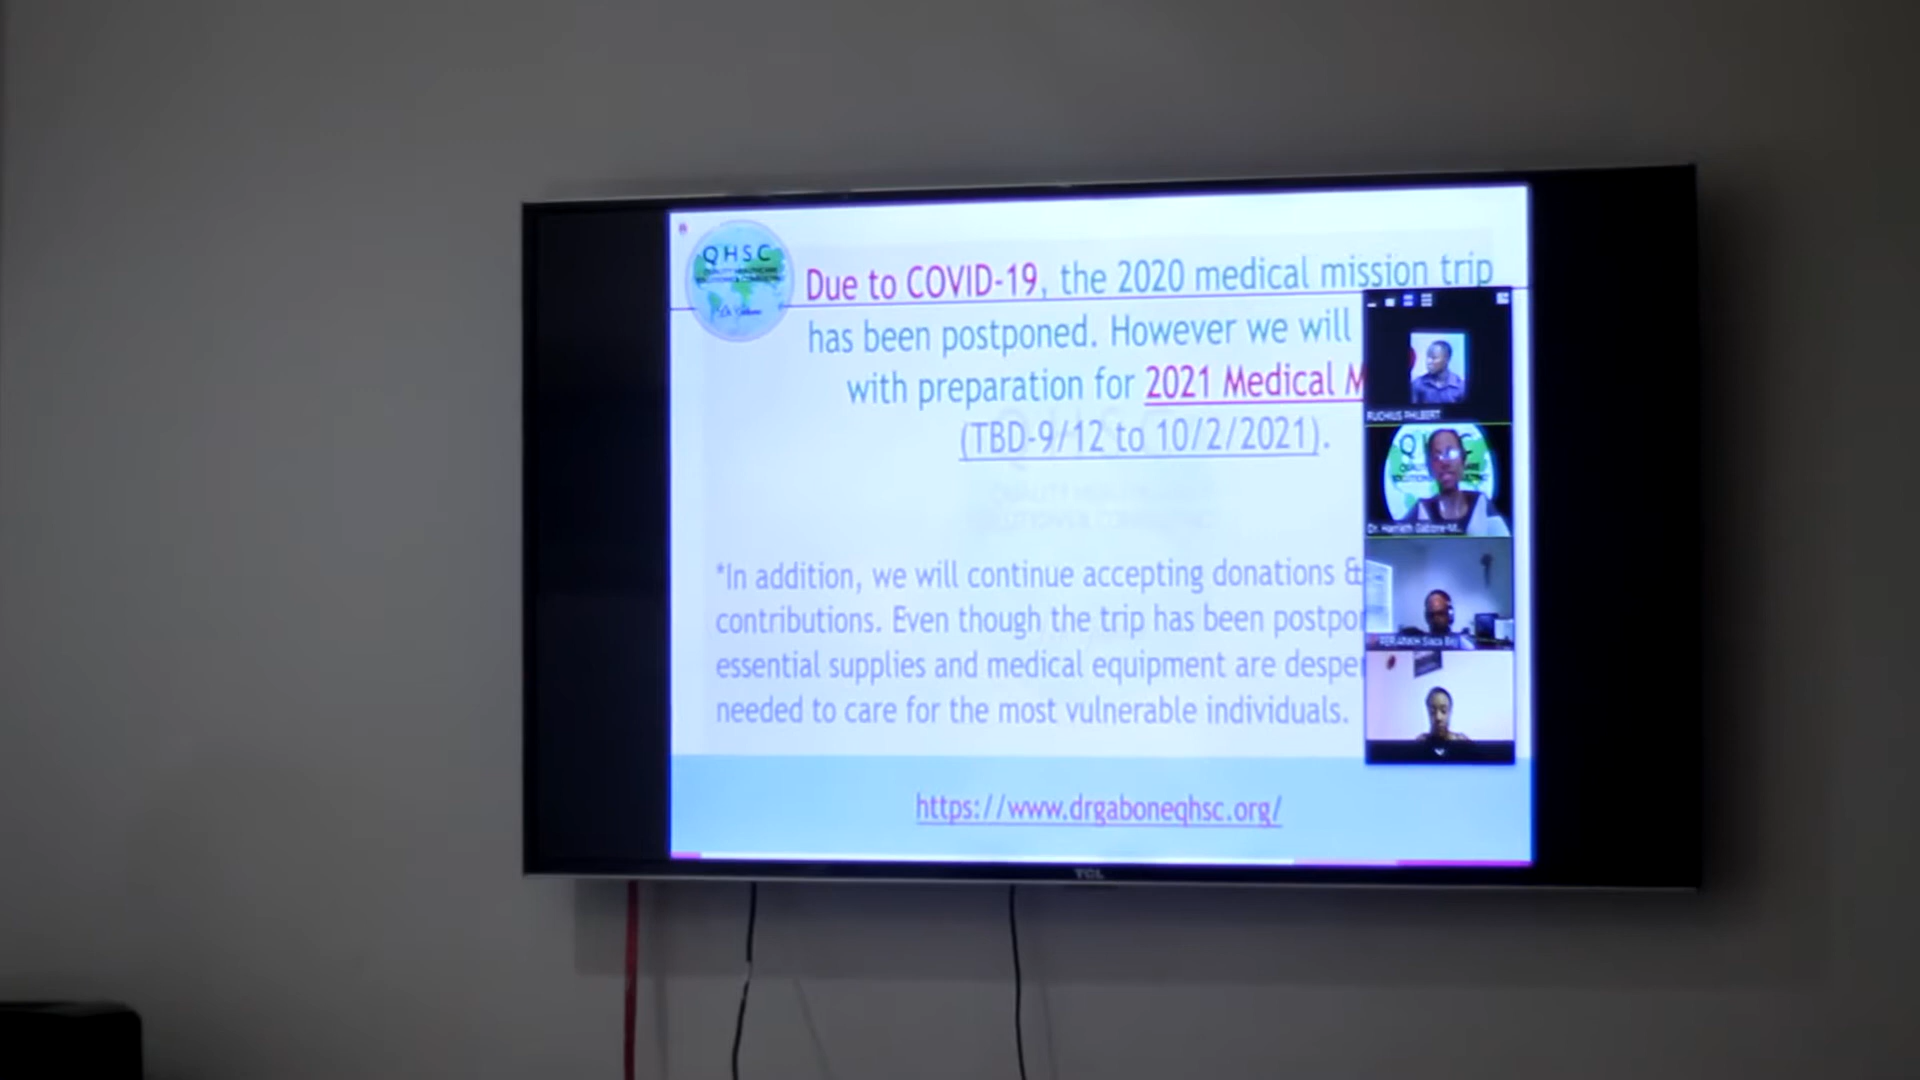 QHSC
Due to COVID-19, the 2020 medical mission trip
has been postponed. However we will
with preparation for 2021 Medical M
(TBD-9/12 to 10/2/2021).
*In addition, we will continue accepting donations &
contributions. Even though the trip has been postpon
essential supplies and medical equipment are desper
needed to care for the most vulnerable individuals.
https://www.drgaboneqhsc.org/
TCL